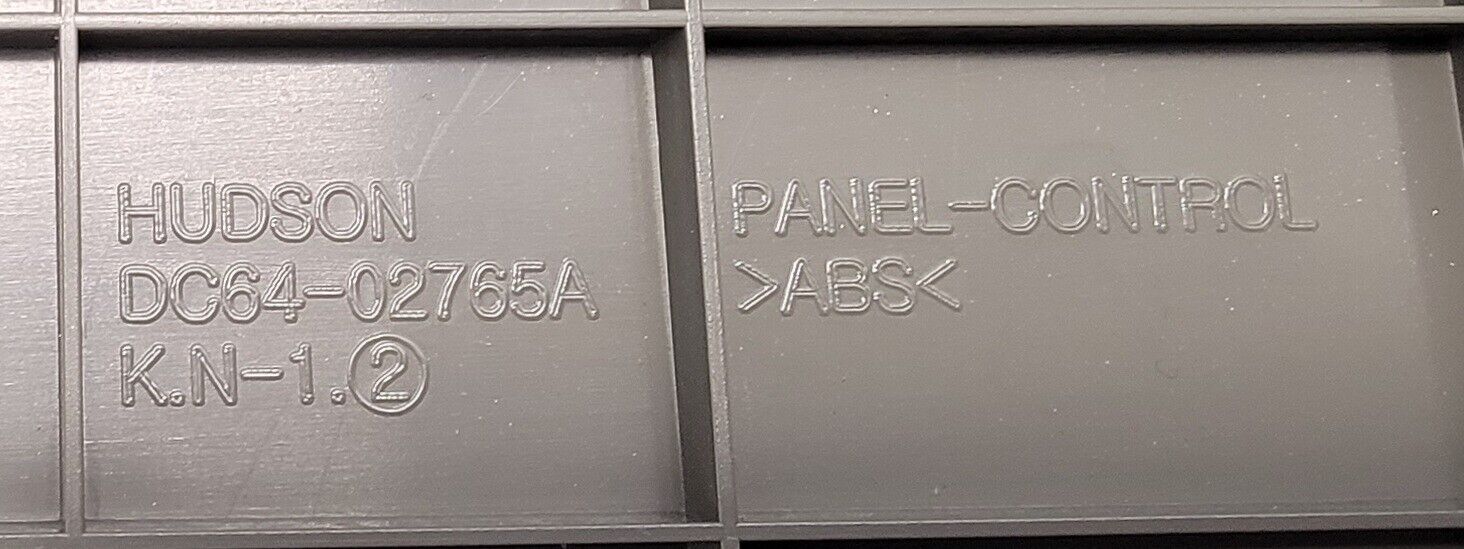 HUDSON
DC64-02765A
K.N-1.②
PANEL-CONTROL
>ABS<